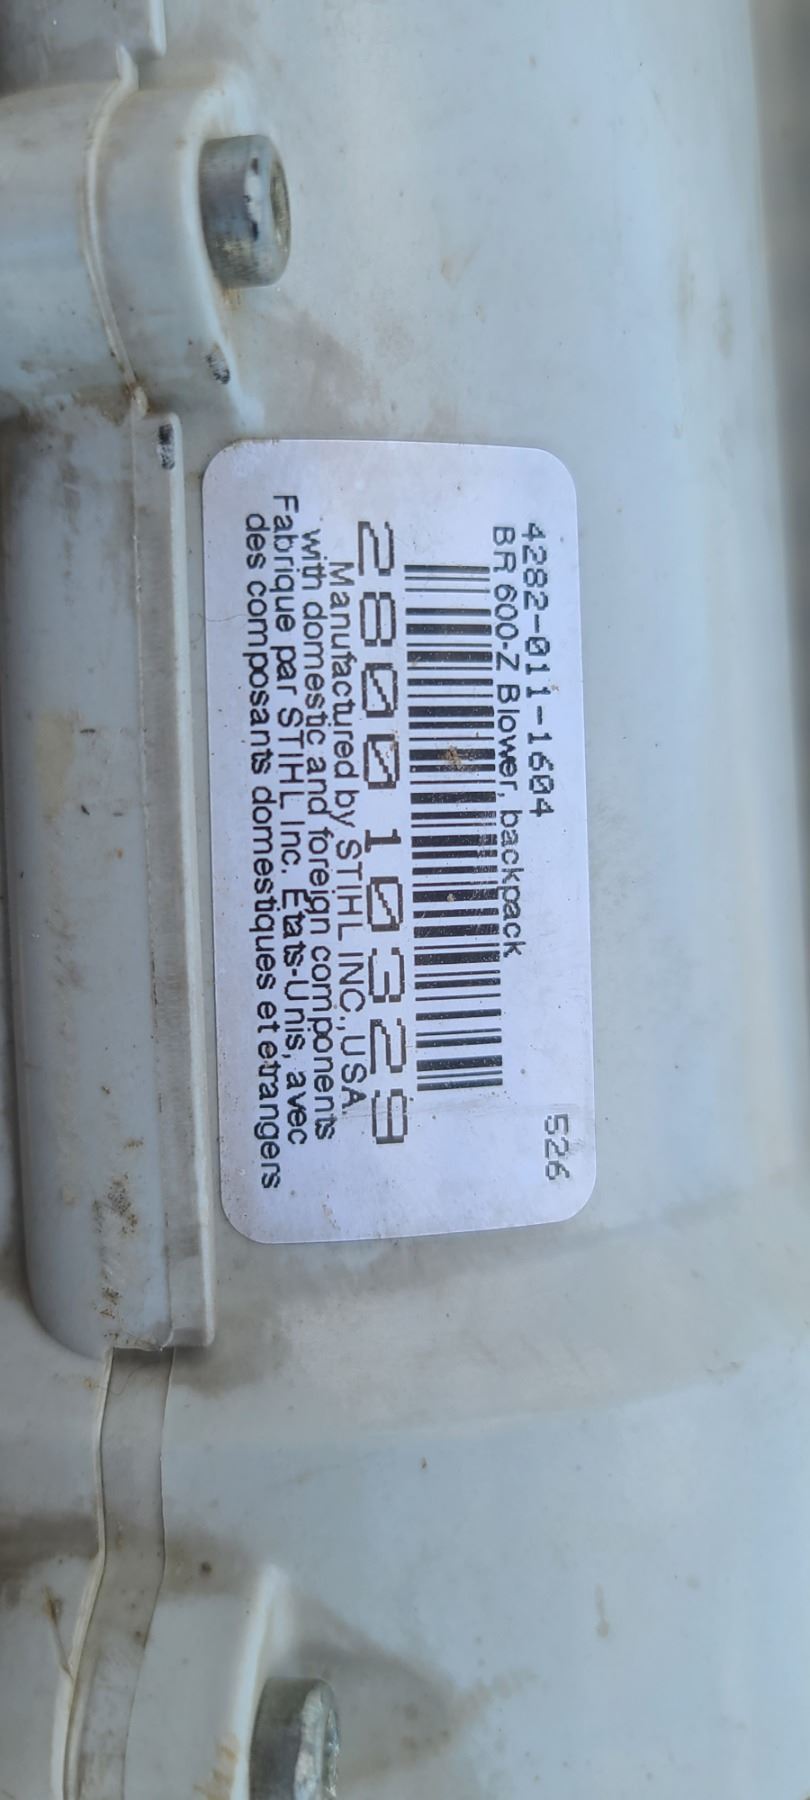 4282-011-1604 526
BR 600-Z Blower, backpack
280010329
Manufactured by STIHL INC., USA
with domestic and foreign components
Fabrique par STIHL Inc. États-Unis, avec
des composants domestiques et etrangers